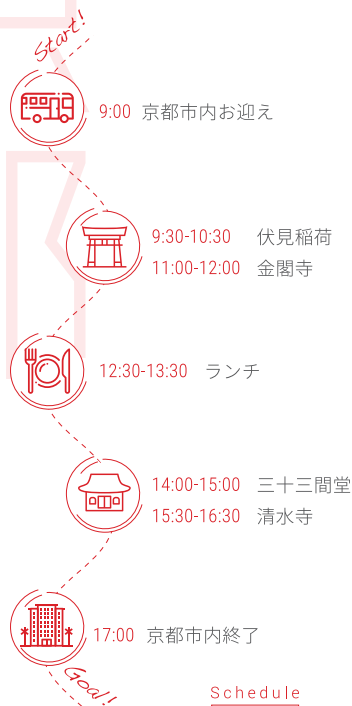 Start!
9:00 京都市内お迎え
9:30-10:30 伏見稲荷
11:00-12:00 金閣寺
12:30-13:30 ランチ
14:00-15:00 三十三間堂
15:30-16:30 清水寺
17:00 京都市内終了
Goal!
Schedule